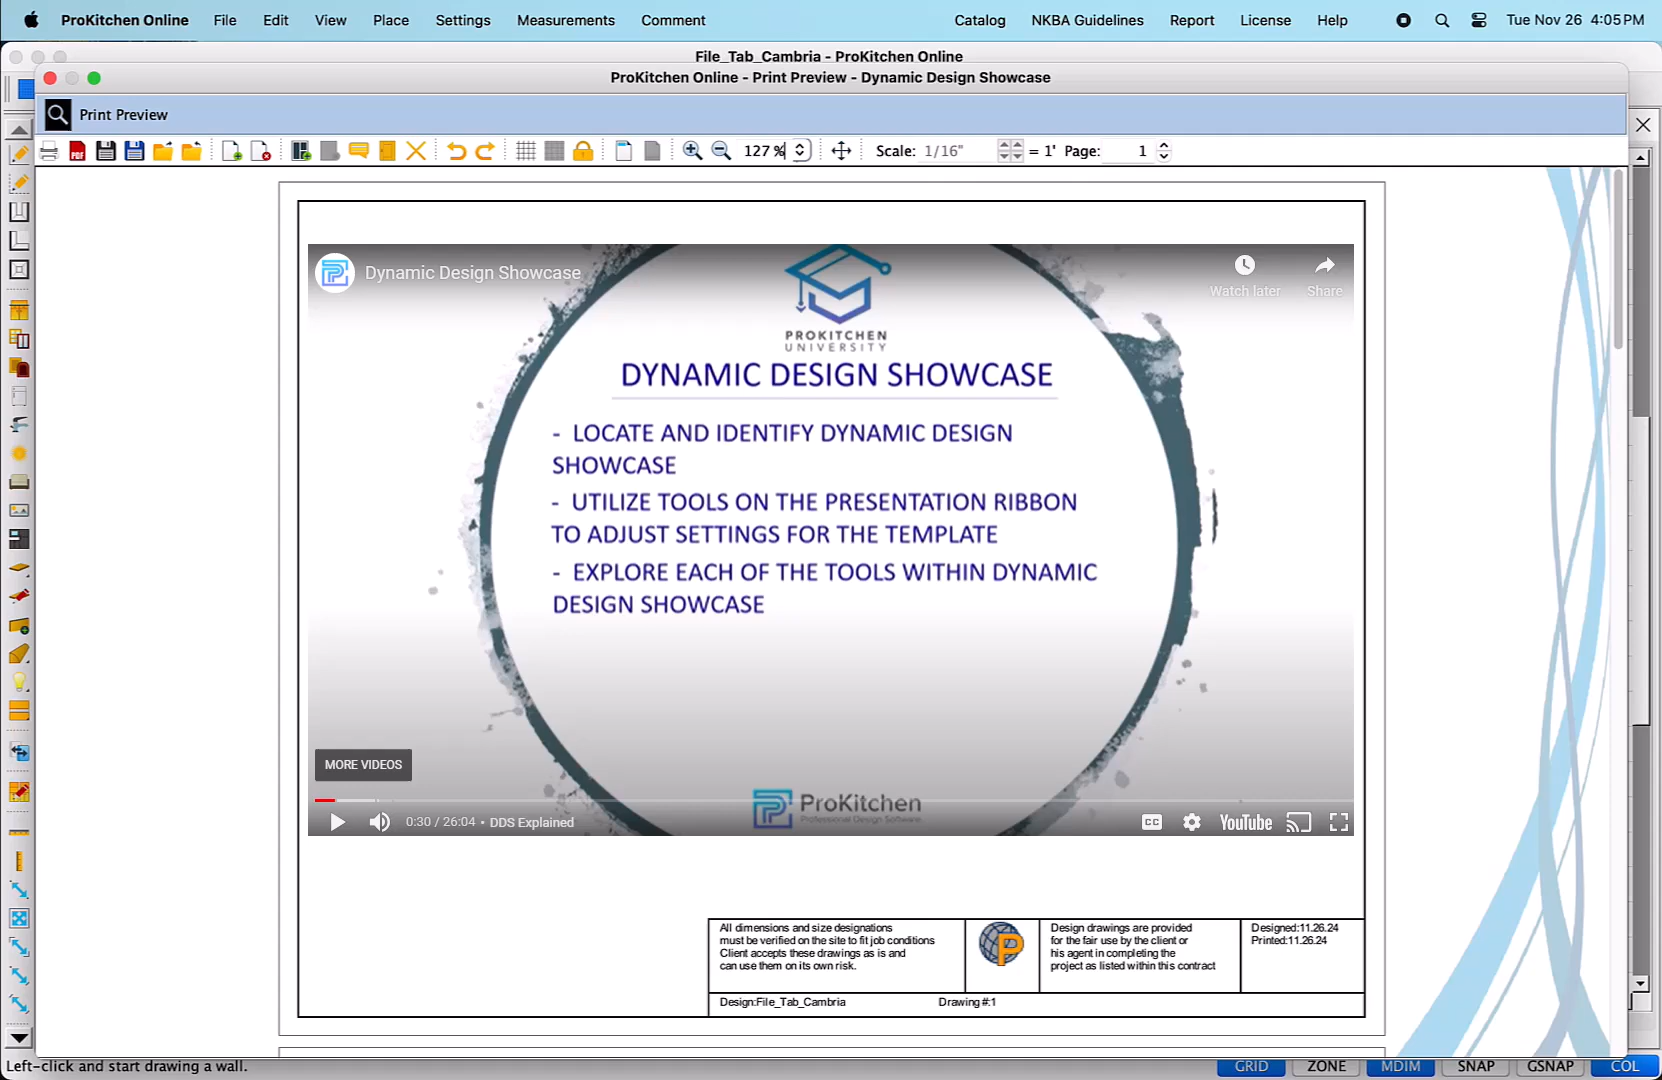 ProKitchen Online File Edit View Place Settings Measurements Comment Catalog NKBA Guidelines Report License Help Tue Nov 26 4:05 PM
File_Tab_Cambria - ProKitchen Online
ProKitchen Online - Print Preview - Dynamic Design Showcase
Print Preview
PDF 127 % Scale: 1/16" = 1' Page: 1
Dynamic Design Showcase
Watch later Share
PROKITCHEN
UNIVERSITY
DYNAMIC DESIGN SHOWCASE
- LOCATE AND IDENTIFY DYNAMIC DESIGN
SHOWCASE
- UTILIZE TOOLS ON THE PRESENTATION RIBBON
TO ADJUST SETTINGS FOR THE TEMPLATE
- EXPLORE EACH OF THE TOOLS WITHIN DYNAMIC
DESIGN SHOWCASE
MORE VIDEOS
ProKitchen
Professional Design Software
0:30 / 26:04 • DDS Explained CC YouTube
All dimensions and size designations
must be verified on the site to fit job conditions
Client accepts these drawings as is and
can use them on its own risk.
P
Design drawings are provided
for the fair use by the client or
his agent in completing the
project as listed within this contract
Designed:11.26.24
Printed:11.26.24
Design:File_Tab_Cambria Drawing #:1
Left-click and start drawing a wall. GRID ZONE MDIM SNAP GSNAP COL